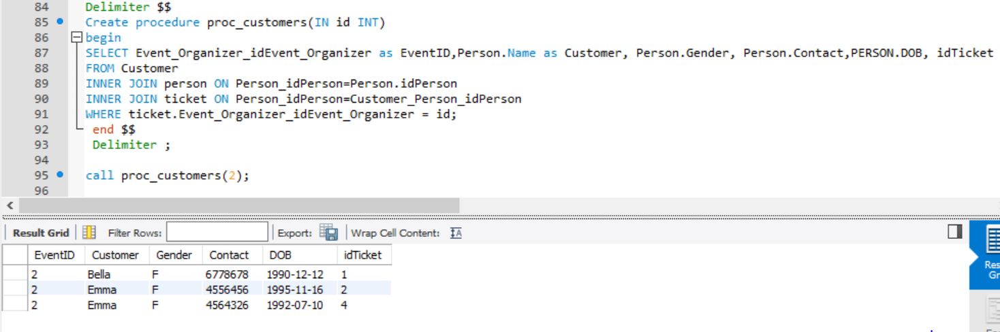 84 Delimiter $$
85 Create procedure proc_customers(IN id INT)
86 begin
87 SELECT Event_Organizer_idEvent_Organizer as EventID,Person.Name as Customer, Person.Gender, Person.Contact,PERSON.DOB, idTicket
88 FROM Customer
89 INNER JOIN person ON Person_idPerson=Person.idPerson
90 INNER JOIN ticket ON Person_idPerson=Customer_Person_idPerson
91 WHERE ticket.Event_Organizer_idEvent_Organizer = id;
92 end $$
93 Delimiter ;
94
95 call proc_customers(2);
96
Result Grid Filter Rows: Export: Wrap Cell Content: IA
EventID Customer Gender Contact DOB idTicket
2 Bella F 6778678 1990-12-12 1
2 Emma F 4556456 1995-11-16 2
2 Emma F 4564326 1992-07-10 4
Res
Gr